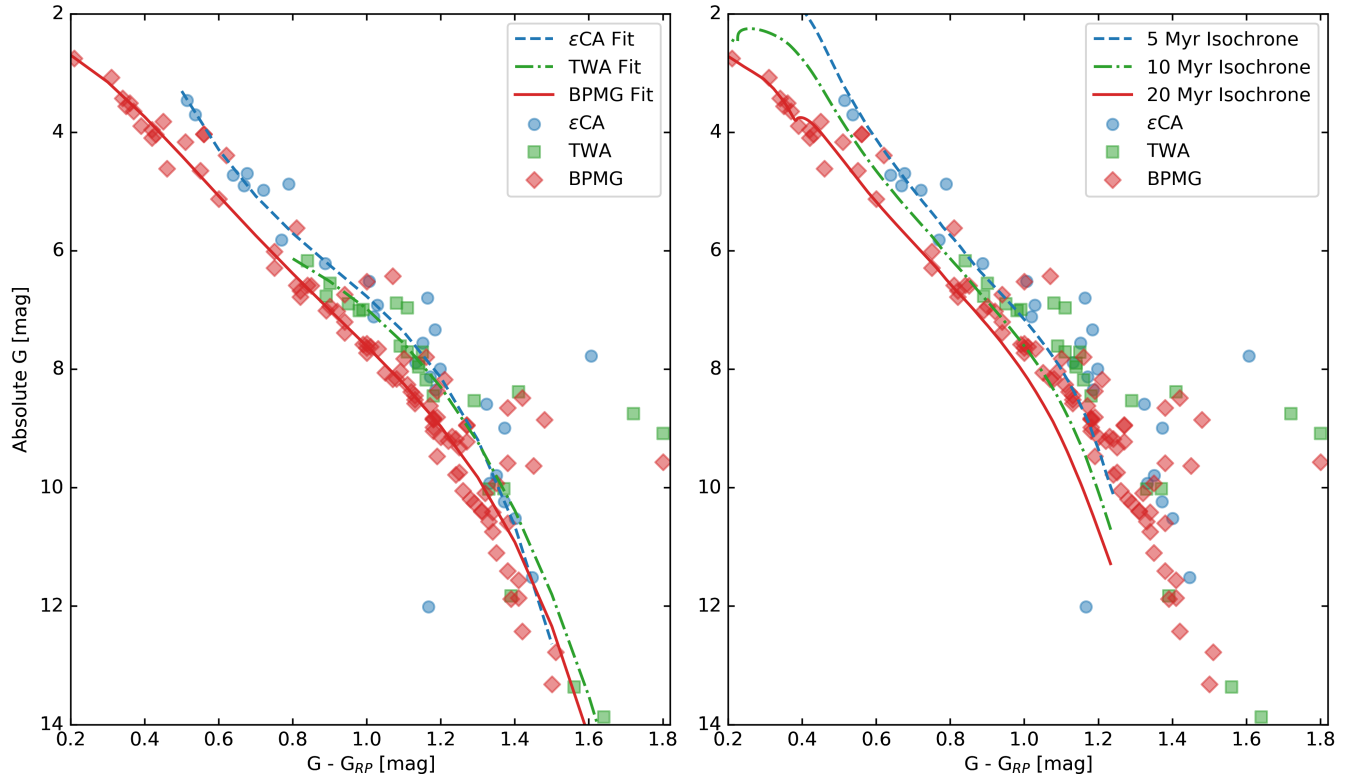 2
4
6
8
10
12
14
Absolute G [mag]
0.2 0.4 0.6 0.8 1.0 1.2 1.4 1.6 1.8
G - G_RP [mag]
εCA Fit
TWA Fit
BPMG Fit
εCA
TWA
BPMG
2
4
6
8
10
12
14
0.2 0.4 0.6 0.8 1.0 1.2 1.4 1.6 1.8
G - G_RP [mag]
5 Myr Isochrone
10 Myr Isochrone
20 Myr Isochrone
εCA
TWA
BPMG